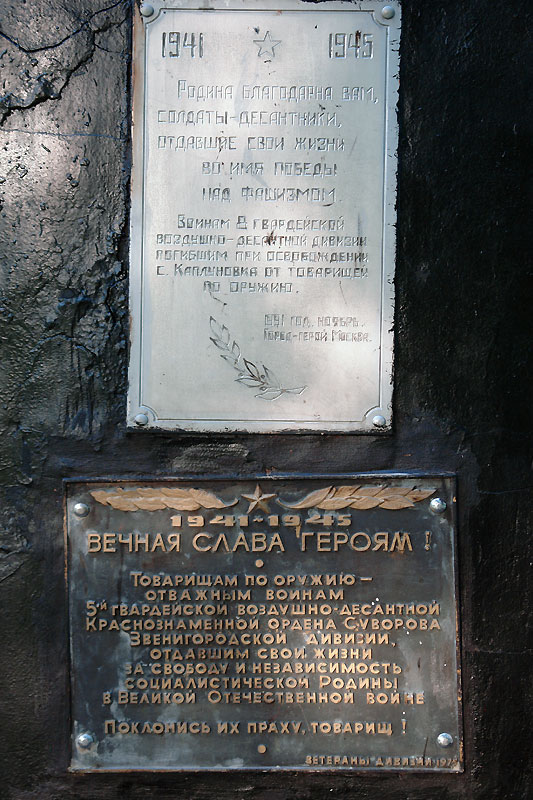 1941 1945
Родина благодарна вам,
солдаты-десантники,
отдавшие свои жизни
во имя победы
над фашизмом.
Воинам 8 гвардейской
воздушно-десантной дивизии
погибшим при освобождении
с. Каплуновка от товарищей
по оружию.
1991 год, ноябрь.
Город-герой Москва.
1941-1945
ВЕЧНАЯ СЛАВА ГЕРОЯМ !
Товарищам по оружию —
отважным воинам
5й гвардейской воздушно-десантной
Краснознаменной ордена Суворова
Звенигородской дивизии,
отдавшим свои жизни
за свободу и независимость
социалистической Родины
в Великой Отечественной войне
Поклонись их праху, товарищ !
Ветераны дивизии